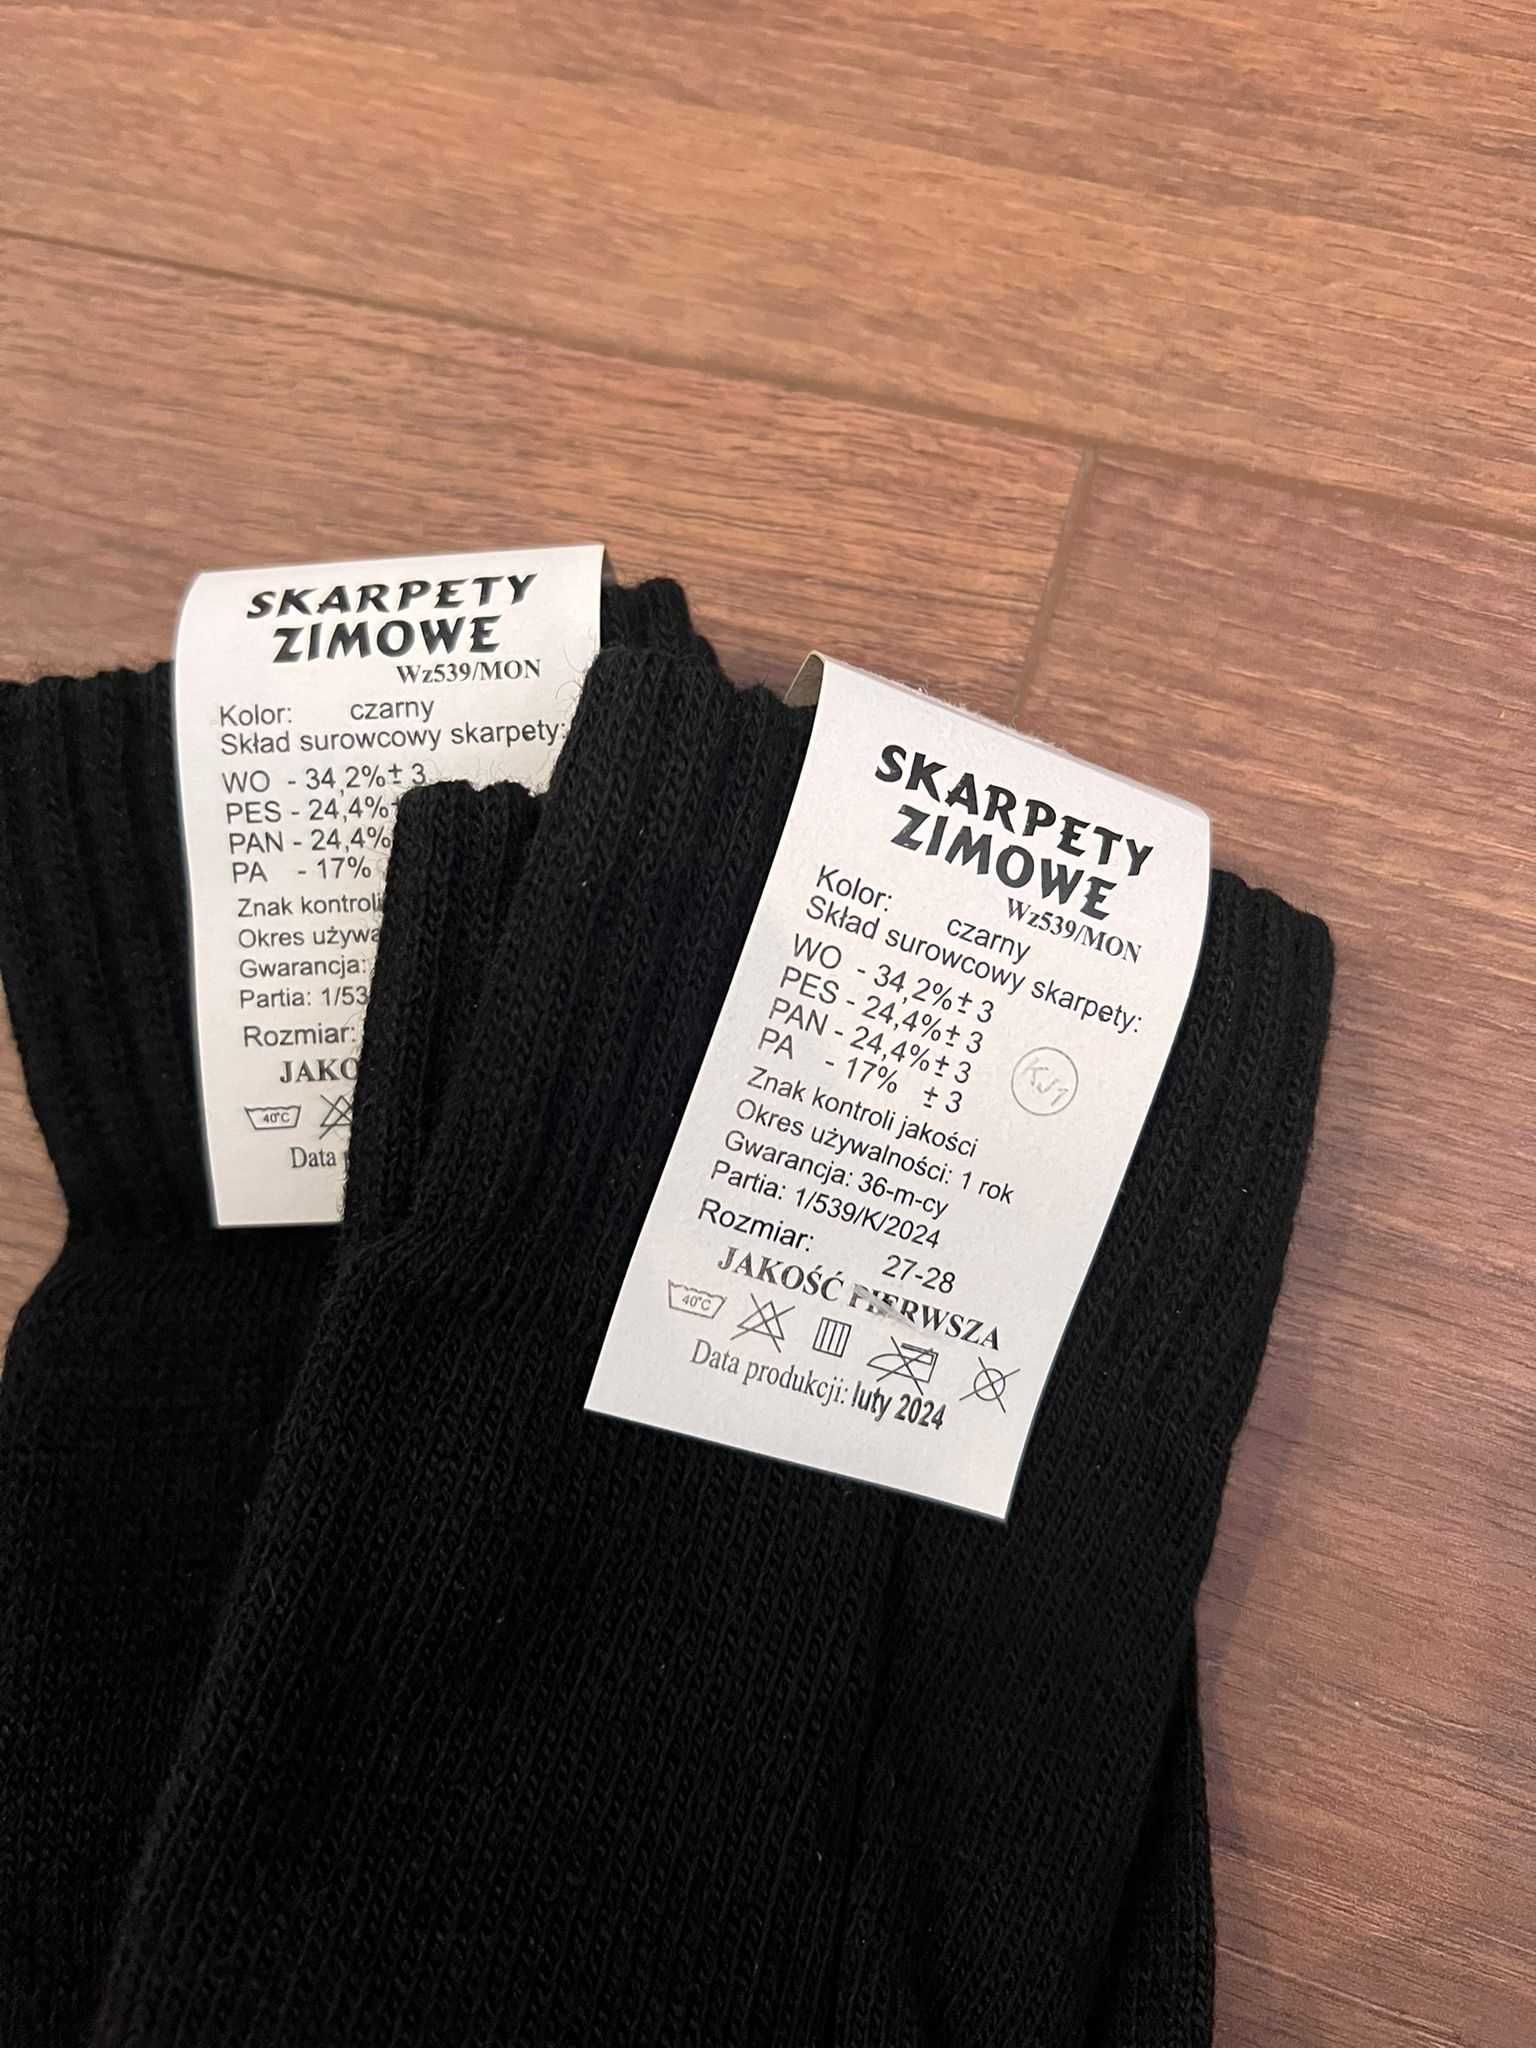 SKARPETY
ZIMOWE
Wz539/MON
Kolor: czarny
Skład surowcowy skarpety:
WO - 34,2%± 3
PES - 24,4%
PAN - 24,4%
PA - 17%
Znak kontroli
Okres używa
Gwarancja:
Partia: 1/53
Rozmiar:
JAKO
40°C
Data p
SKARPETY
ZIMOWE
Wz539/MON
Kolor: czarny
Skład surowcowy skarpety:
WO - 34,2%± 3
PES - 24,4%± 3
PAN - 24,4%± 3
PA - 17% ± 3
KJ1
Znak kontroli jakości
Okres używalności: 1 rok
Gwarancja: 36-m-cy
Partia: 1/539/K/2024
Rozmiar: 27-28
JAKOŚĆ PIERWSZA
40°C
Data produkcji: luty 2024